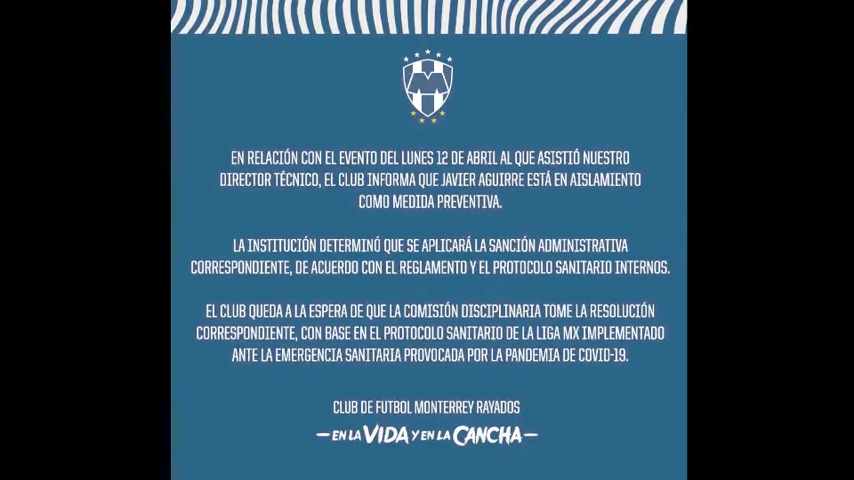 EN RELACIÓN CON EL EVENTO DEL LUNES 12 DE ABRIL AL QUE ASISTIÓ NUESTRO
DIRECTOR TÉCNICO, EL CLUB INFORMA QUE JAVIER AGUIRRE ESTÁ EN AISLAMIENTO
COMO MEDIDA PREVENTIVA.
LA INSTITUCIÓN DETERMINÓ QUE SE APLICARÁ LA SANCIÓN ADMINISTRATIVA
CORRESPONDIENTE, DE ACUERDO CON EL REGLAMENTO Y EL PROTOCOLO SANITARIO INTERNOS.
EL CLUB QUEDA A LA ESPERA DE QUE LA COMISIÓN DISCIPLINARIA TOME LA RESOLUCIÓN
CORRESPONDIENTE, CON BASE EN EL PROTOCOLO SANITARIO DE LA LIGA MX IMPLEMENTADO
ANTE LA EMERGENCIA SANITARIA PROVOCADA POR LA PANDEMIA DE COVID-19.
CLUB DE FUTBOL MONTERREY RAYADOS
— EN LA VIDA Y EN LA CANCHA —